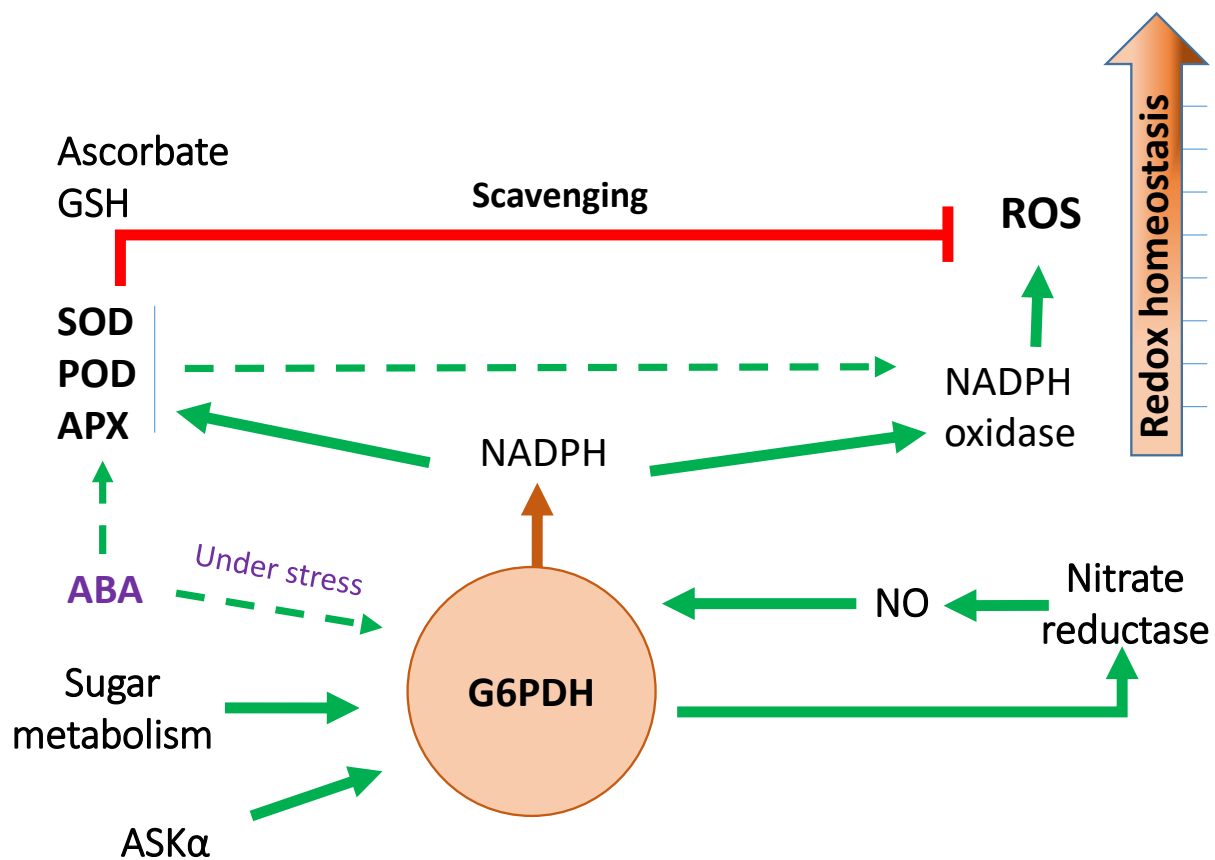 Ascorbate
GSH
Scavenging
ROS
Redox homeostasis
SOD
POD
APX
NADPH
NADPH
oxidase
ABA
Under stress
NO
Nitrate
reductase
Sugar
metabolism
G6PDH
ASKα